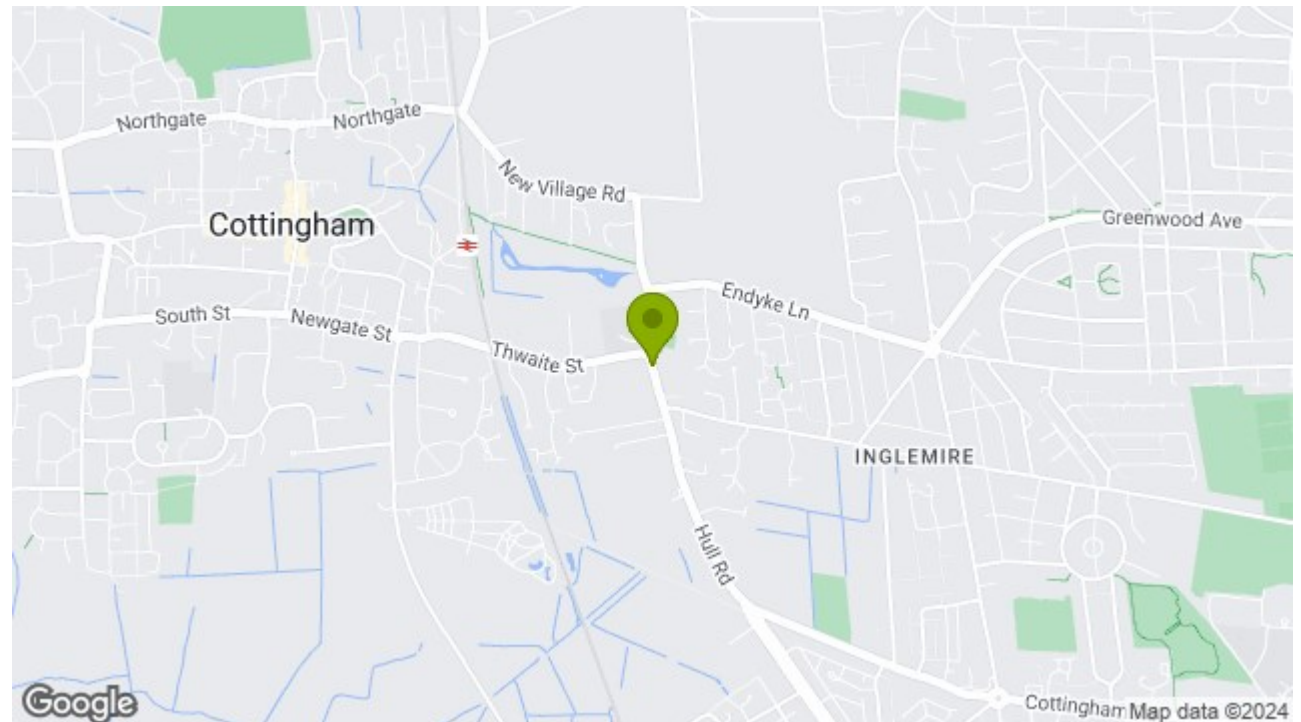 Northgate
Northgate
New Village Rd
Cottingham
Greenwood Ave
Endyke Ln
South St
Newgate St
Thwaite St
INGLEMIRE
Hull Rd
Google
Cottingham
Map data ©2024